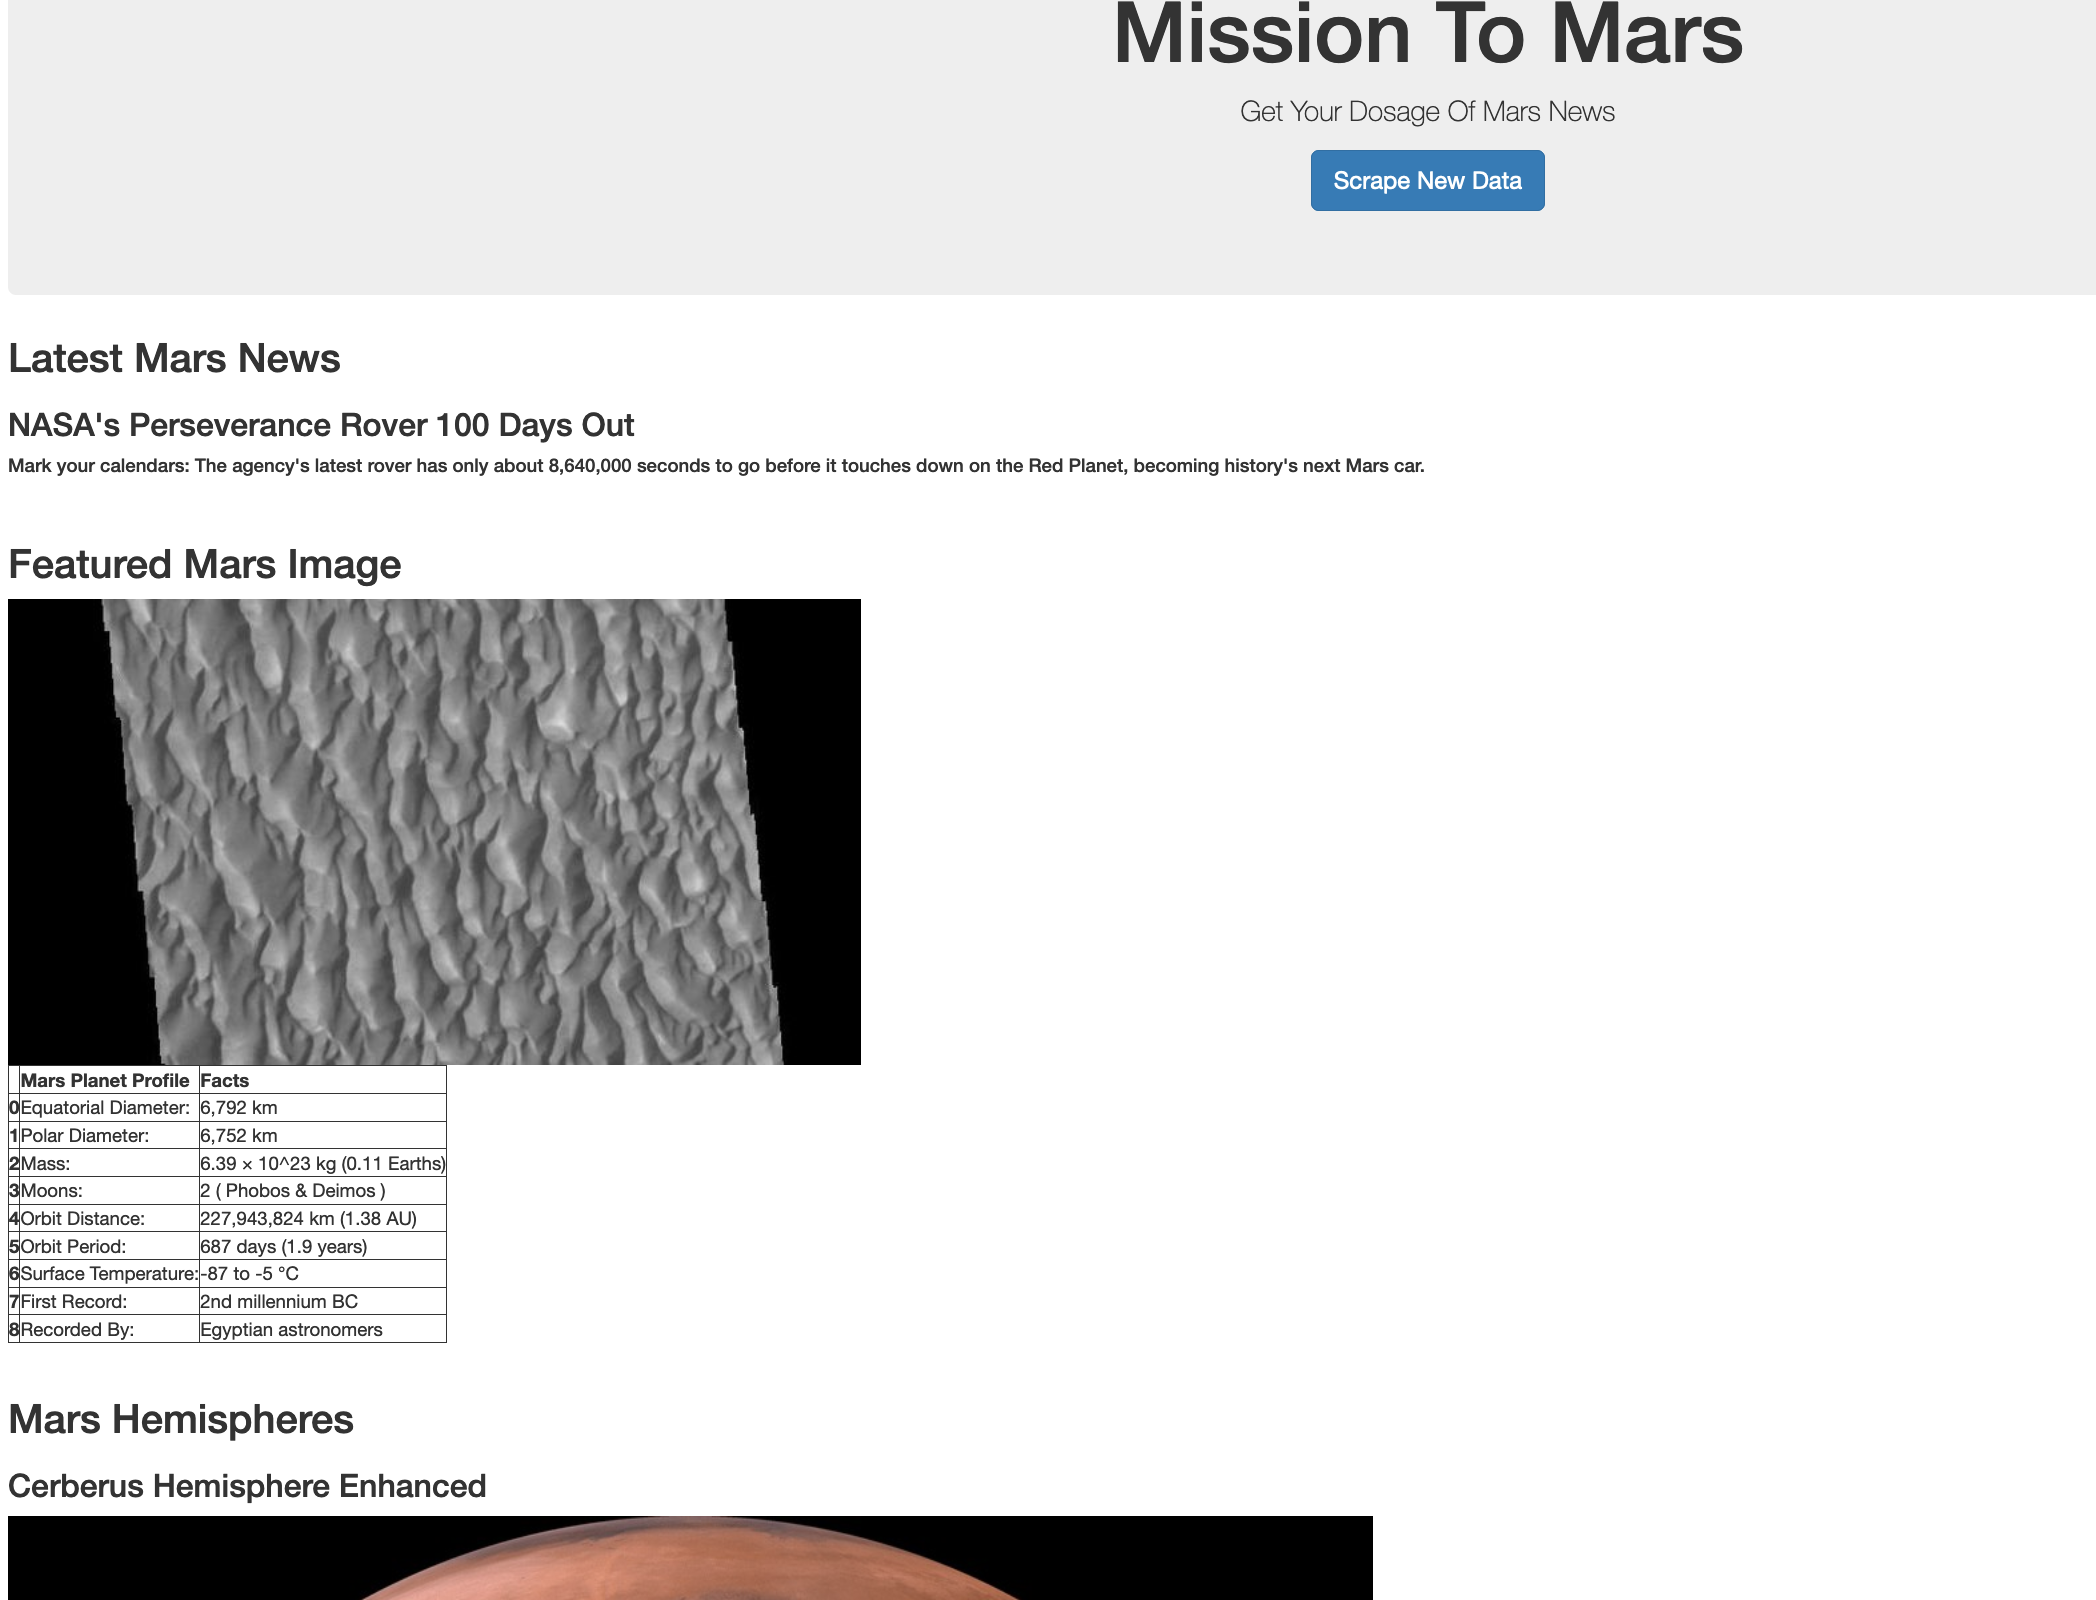 Mission To Mars
Get Your Dosage Of Mars News
Scrape New Data
Latest Mars News
NASA's Perseverance Rover 100 Days Out
Mark your calendars: The agency's latest rover has only about 8,640,000 seconds to go before it touches down on the Red Planet, becoming history's next Mars car.
Featured Mars Image
Mars Planet Profile Facts
0 Equatorial Diameter: 6,792 km
1 Polar Diameter: 6,752 km
2 Mass: 6.39 × 10^23 kg (0.11 Earths)
3 Moons: 2 ( Phobos & Deimos )
4 Orbit Distance: 227,943,824 km (1.38 AU)
5 Orbit Period: 687 days (1.9 years)
6 Surface Temperature: -87 to -5 °C
7 First Record: 2nd millennium BC
8 Recorded By: Egyptian astronomers
Mars Hemispheres
Cerberus Hemisphere Enhanced